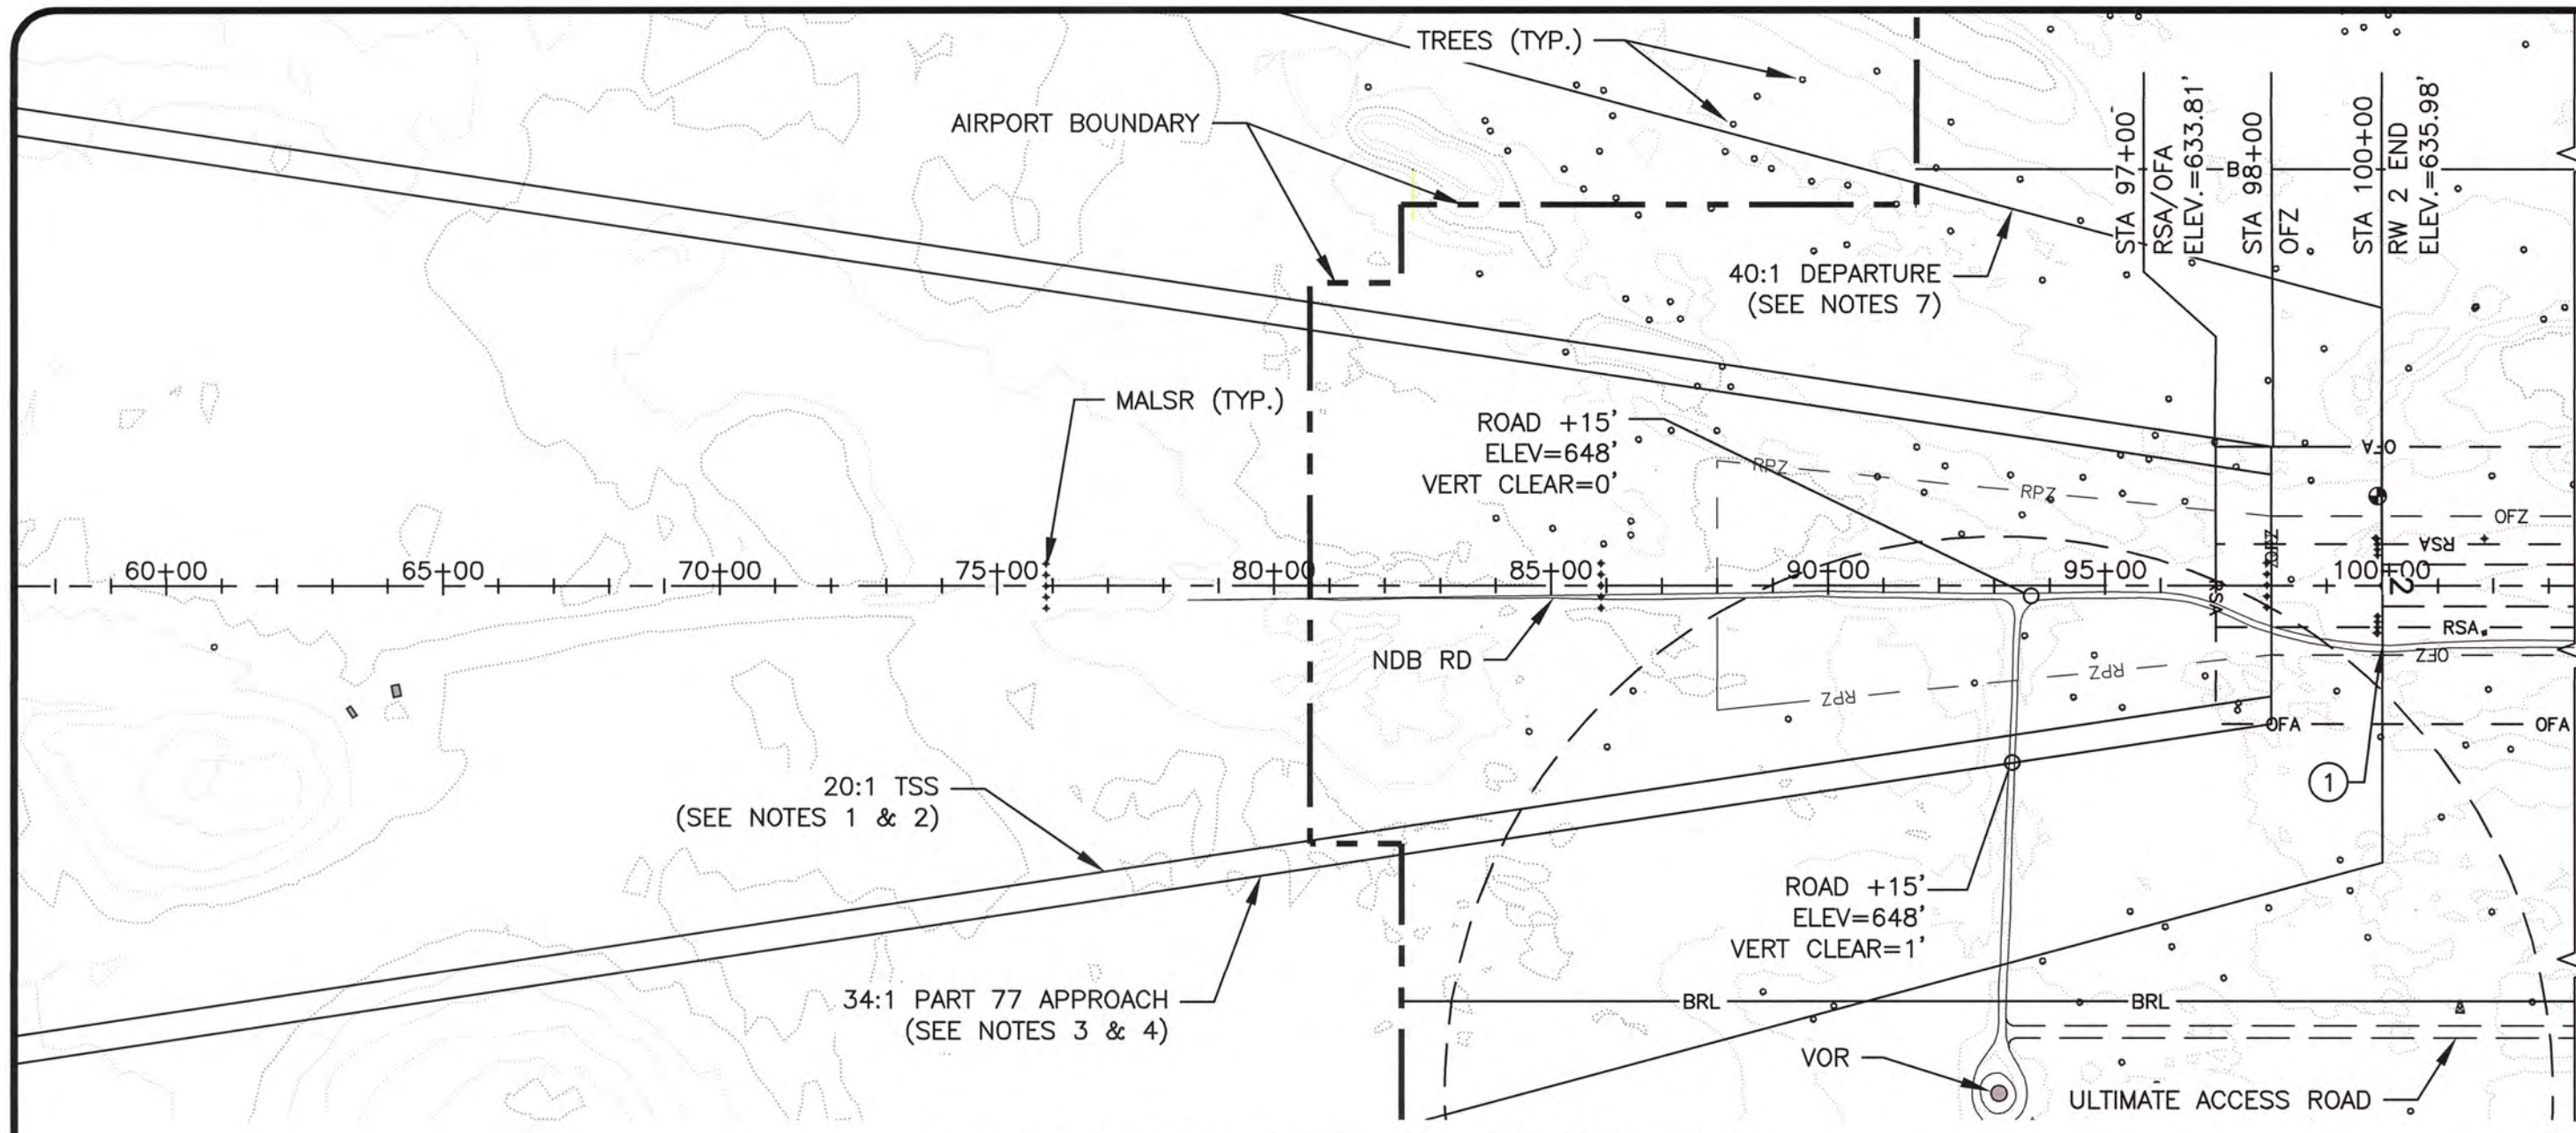 TREES (TYP.)
AIRPORT BOUNDARY
STA 97+00
RSA/OFA
ELEV.=633.81'
B
STA 98+00
OFZ
STA 100+00
RW 2 END
ELEV.=635.98'
40:1 DEPARTURE
(SEE NOTES 7)
MALSR (TYP.)
ROAD +15'
ELEV=648'
VERT CLEAR=0'
OFA
RPZ
RPZ
OFZ
RSA
60+00
65+00
70+00
75+00
80+00
85+00
90+00
95+00
100+00
2
RSA
RSA
NDB RD
OFZ
RPZ
RPZ
OFA
OFA
1
20:1 TSS
(SEE NOTES 1 & 2)
ROAD +15'
ELEV=648'
VERT CLEAR=1'
34:1 PART 77 APPROACH
(SEE NOTES 3 & 4)
BRL
BRL
VOR
ULTIMATE ACCESS ROAD